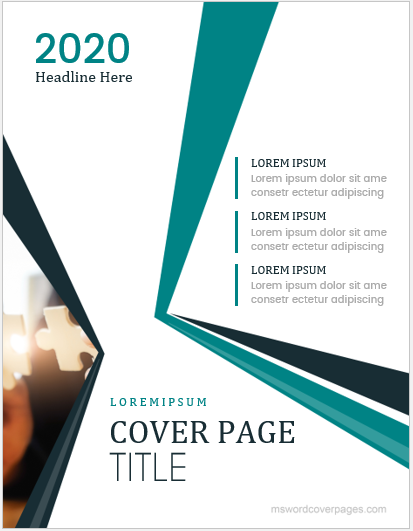 2020
Headline Here
LOREM IPSUM
Lorem ipsum dolor sit ame
consetr ectetur adipiscing
LOREM IPSUM
Lorem ipsum dolor sit ame
consetr ectetur adipiscing
LOREM IPSUM
Lorem ipsum dolor sit ame
consetr ectetur adipiscing
LOREMIPSUM
COVER PAGE
TITLE
mswordcoverpages.com